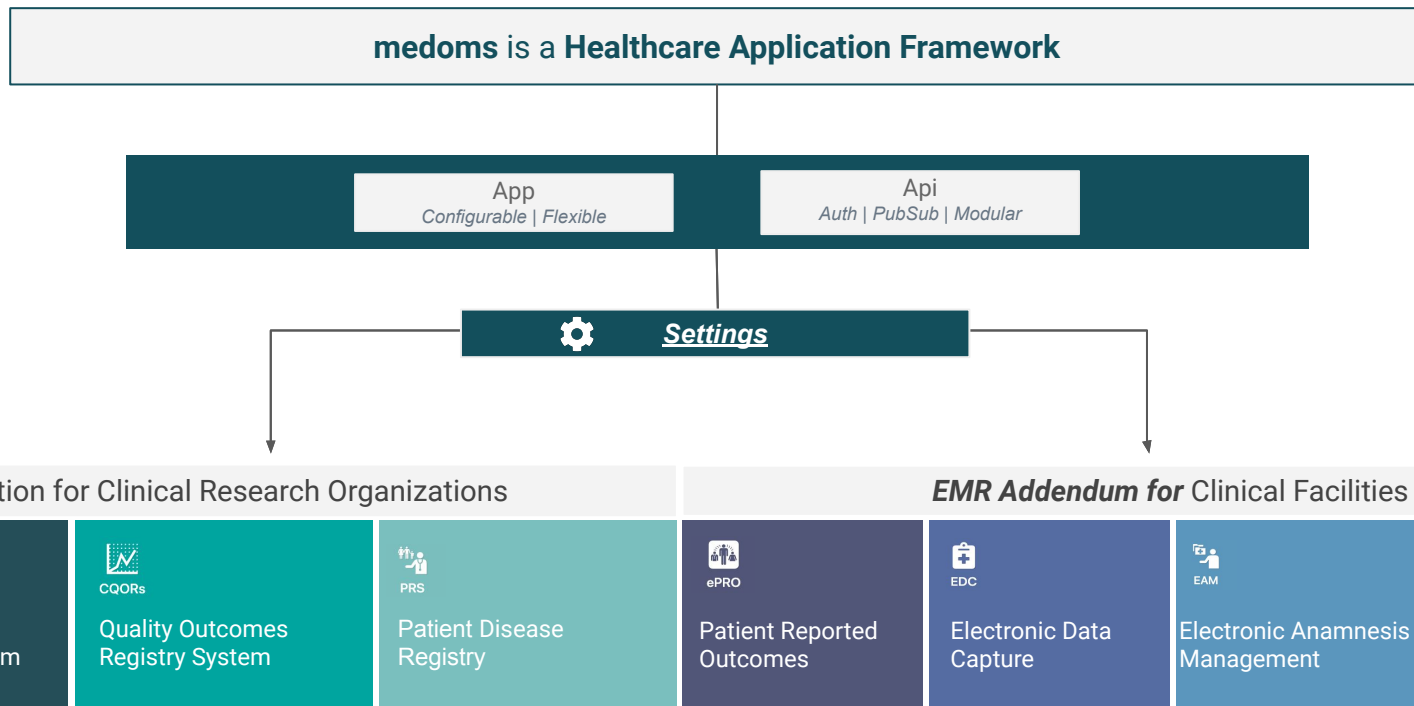 medoms is a Healthcare Application Framework
App
Configurable | Flexible
Api
Auth | PubSub | Modular
Settings
tion for Clinical Research Organizations
EMR Addendum for Clinical Facilities
m
CQORs
Quality Outcomes
Registry System
PRS
Patient Disease
Registry
ePRO
Patient Reported
Outcomes
EDC
Electronic Data
Capture
EAM
Electronic Anamnesis
Management